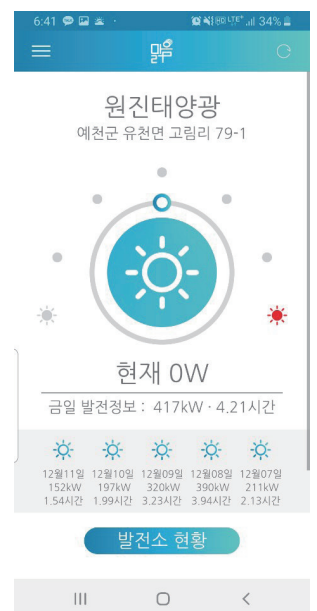 6:41
LTE+ 34%
맑음
원진태양광
예천군 유천면 고림리 79-1
현재 0W
금일 발전정보 : 417kW · 4.21시간
12월11일 12월10일 12월09일 12월08일 12월07일
152kW 197kW 320kW 390kW 211kW
1.54시간 1.99시간 3.23시간 3.94시간 2.13시간
발전소 현황